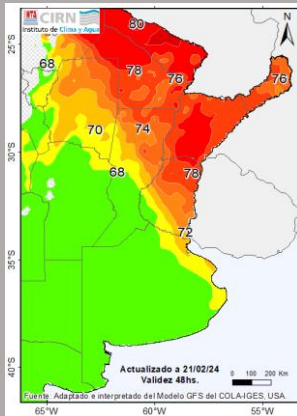 INTA CIRN
Instituto de Clima y Agua
80
25°S
68
78
76
76
70
74
30°S
68
78
72
35°S
40°S
Actualizado a 21/02/24
Validez 48hs.
0 100 200 Km
Fuente: Adaptado e interpretado del Modelo GFS del COLA-IGES, USA.
65°W
60°W
55°W